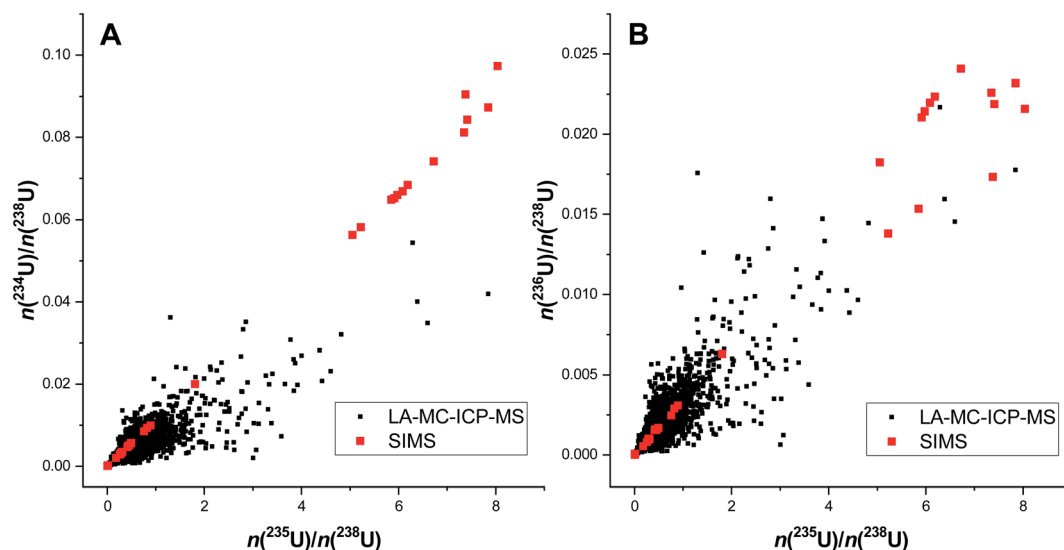 A
0.10
0.08
0.06
0.04
0.02
0.00
n(²³⁴U)/n(²³⁸U)
LA-MC-ICP-MS
SIMS
0 2 4 6 8
n(²³⁵U)/n(²³⁸U)
B
0.025
0.020
0.015
0.010
0.005
0.000
n(²³⁶U)/n(²³⁸U)
LA-MC-ICP-MS
SIMS
0 2 4 6 8
n(²³⁵U)/n(²³⁸U)